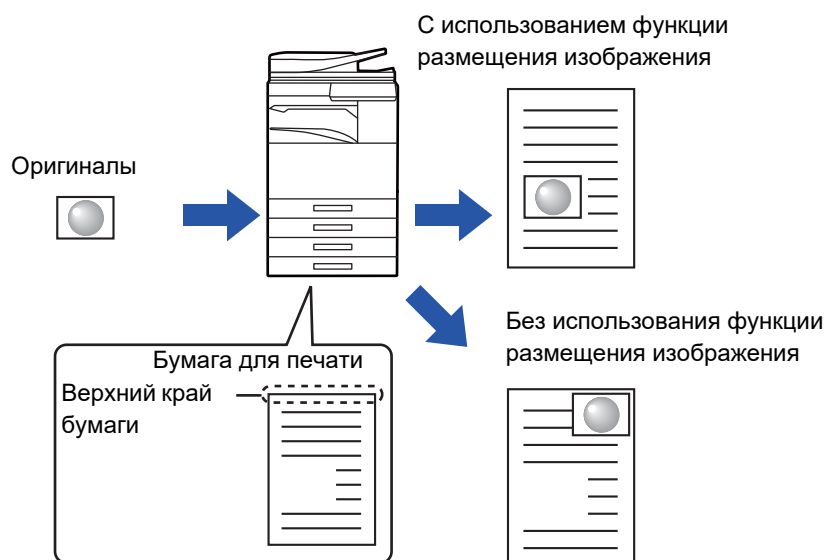 С использованием функции
размещения изображения
Оригиналы
Без использования функции
размещения изображения
Бумага для печати
Верхний край
бумаги